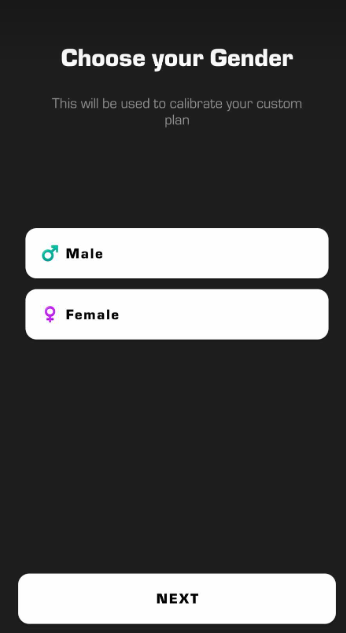 Choose your Gender
This will be used to calibrate your custom
plan
Male
Female
NEXT